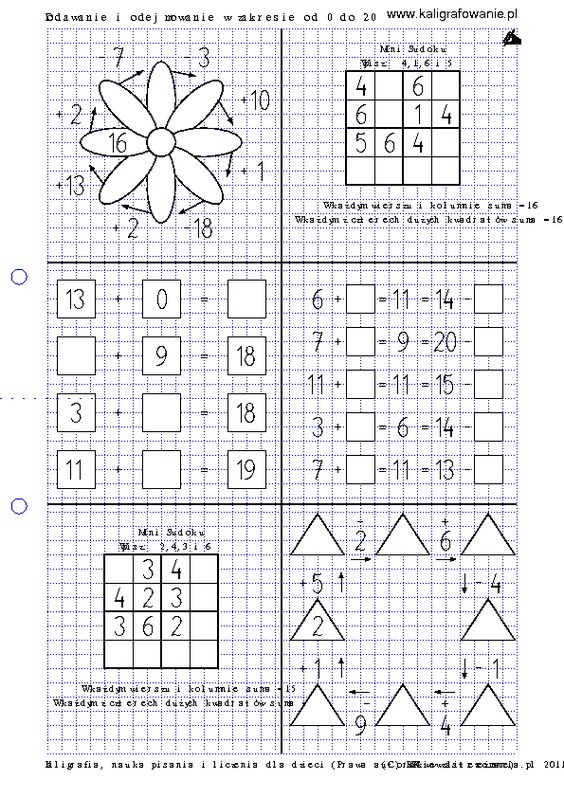 Dodawanie i odejmowanie w zakresie od 0 do 20 www.kaligrafowanie.pl
- 7 - 3
+ 2 +10
16
+13 + 1
+ 2 -18
Mini Sudoku
Wpisz: 4, 1, 6 i 5
4 6
6 1 4
5 6 4
W każdym wierszu i kolumnie suma = 16
W każdym z czterech dużych kwadratów suma = 16
13 + 0 =
+ 9 = 18
3 + = 18
11 + = 19
6 + = 11 = 14 -
7 + = 9 = 20 -
11 + = 11 = 15 -
3 + = 6 = 14 -
7 + = 11 = 13 -
Mini Sudoku
Wpisz: 2, 4, 3 i 6
3 4
4 2 3
3 6 2
W każdym wierszu i kolumnie suma = 15
W każdym z czterech dużych kwadratów suma
- 2 → + 6 →
+5 ↑ ↓ - 4
2
+1 ↑ ↓ - 1
← - 9 ← + 4
Kaligrafia, nauka pisania i liczenia dla dzieci (Prawa autorskie zastrzeżone).